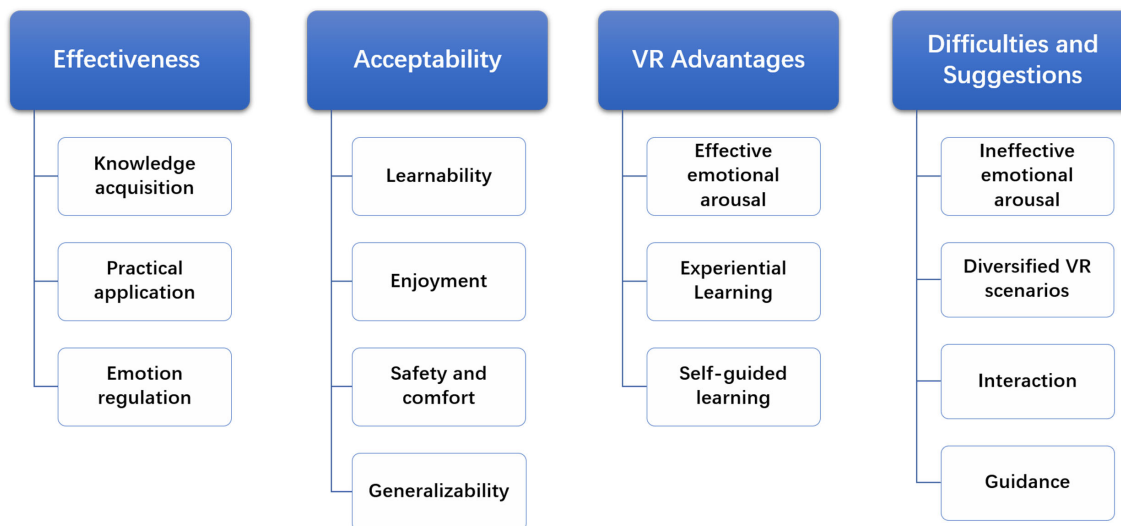 Effectiveness
Knowledge
acquisition
Practical
application
Emotion
regulation
Acceptability
Learnability
Enjoyment
Safety and
comfort
Generalizability
VR Advantages
Effective
emotional
arousal
Experiential
Learning
Self-guided
learning
Difficulties and
Suggestions
Ineffective
emotional
arousal
Diversified VR
scenarios
Interaction
Guidance